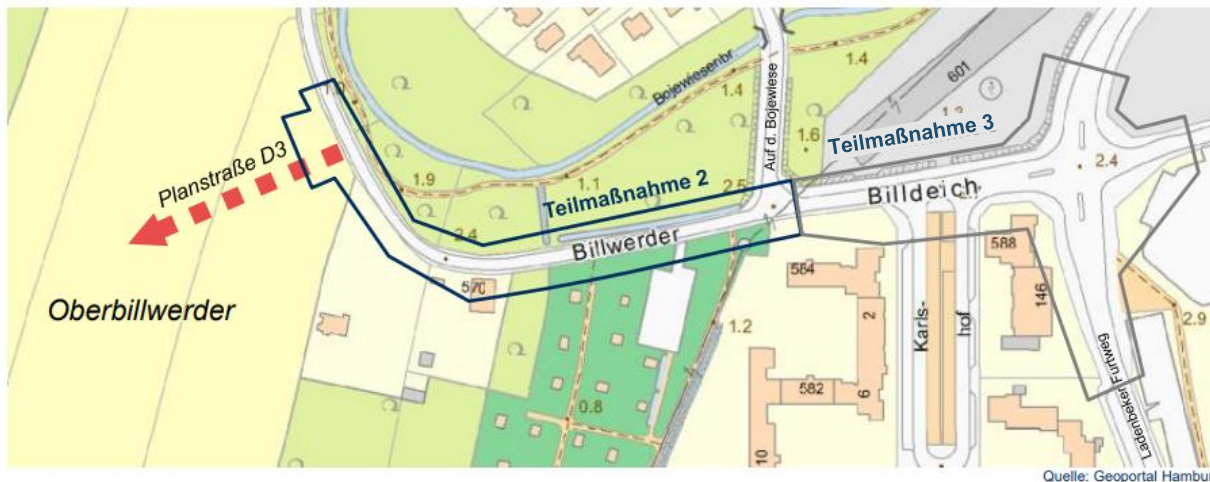 Planstraße D3
Oberbillwerder
Teilmaßnahme 2
Teilmaßnahme 3
Billwerder
Billdeich
Bojewiesenbr
Auf d. Bojewiese
Karls-
hof
Ladenbeker Furtweg
601
1.4
1.4
1.6
1.9
1.1
2.5
2.4
2.4
570
584
2
588
146
2.9
1.2
582
6
0.8
10
Quelle: Geoportal Hambur